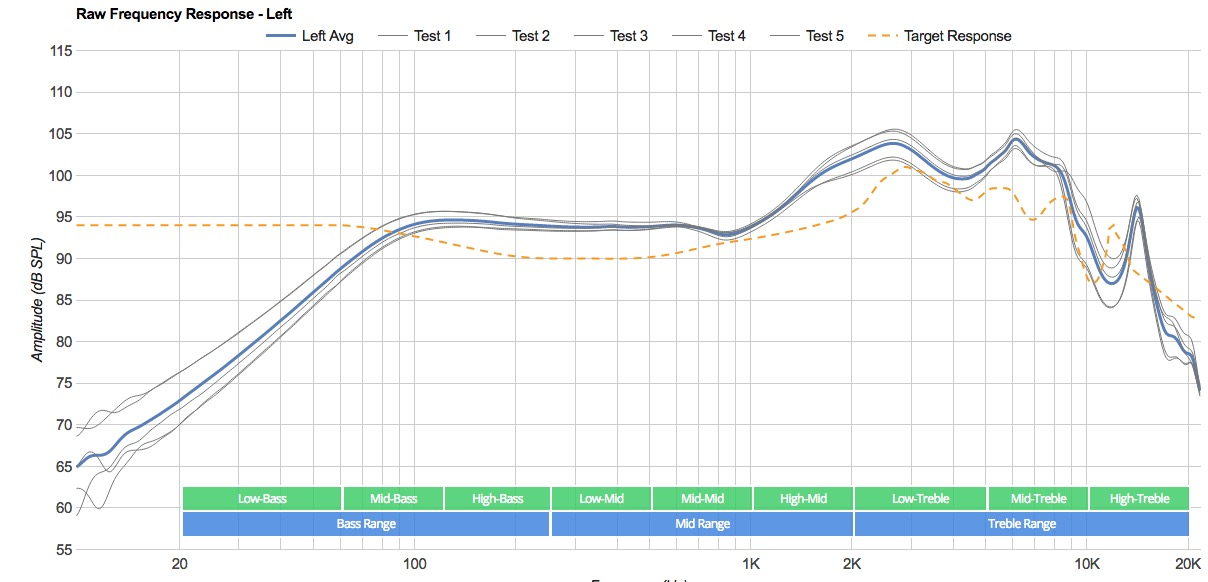 Raw Frequency Response - Left
Left Avg Test 1 Test 2 Test 3 Test 4 Test 5 Target Response
115
110
105
100
95
90
85
80
75
70
65
60
55
Amplitude (dB SPL)
Low-Bass Mid-Bass High-Bass Low-Mid Mid-Mid High-Mid Low-Treble Mid-Treble High-Treble
Bass Range Mid Range Treble Range
20 100 1K 2K 10K 20K